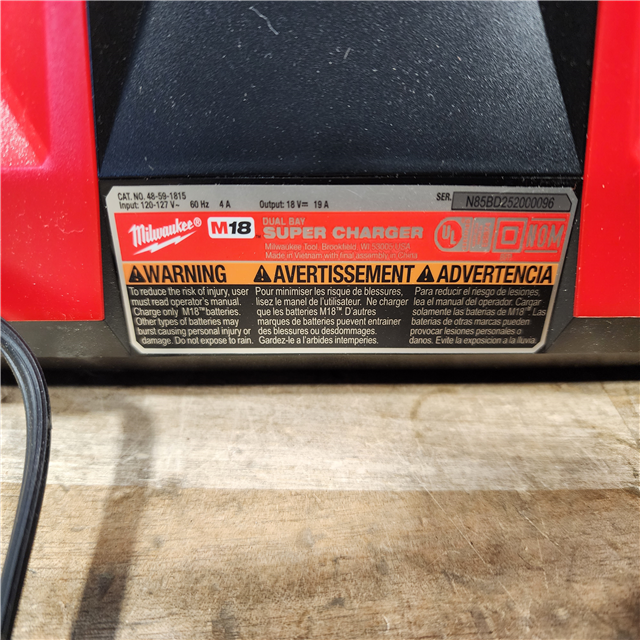 CAT. NO. 48-59-1815
Input: 120-127 V~ 60 Hz 4 A Output: 18 V⎓ 19 A
SER. N85BD252000096
Milwaukee® M18™ DUAL BAY
SUPER CHARGER
Milwaukee Tool, Brookfield, WI 53005 USA
Made in Vietnam with final assembly in China
UL NOM
⚠WARNING
To reduce the risk of injury, user
must read operator's manual.
Charge only M18™batteries.
Other types of batteries may
burst causing personal injury or
damage. Do not expose to rain.
⚠AVERTISSEMENT
Pour minimiser les risque de blessures,
lisez le manel de l'utilisateur. Ne charger
que les batteries M18™. D'autres
marques de batteries puevent entrainer
des blessures ou desdommages.
Gardez-le a l'arbides intemperies.
⚠ADVERTENCIA
Para reducir el riesgo de lesiones,
lea el manual del operador. Cargar
solamente las baterias de M18™ Las
baterias de otras marcas pueden
provocar lesiones personales o
danos. Evite la exposicion a la lluvia